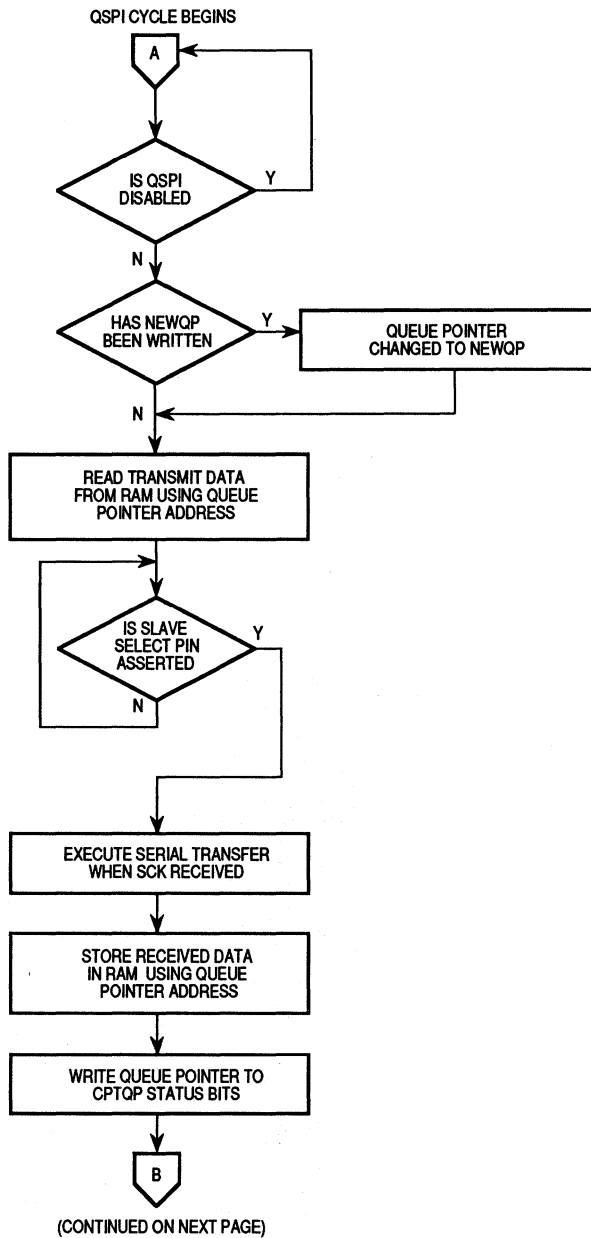 QSPI CYCLE BEGINS
A
IS QSPI
DISABLED
Y
N
HAS NEWQP
BEEN WRITTEN
Y
QUEUE POINTER
CHANGED TO NEWQP
N
READ TRANSMIT DATA
FROM RAM USING QUEUE
POINTER ADDRESS
IS SLAVE
SELECT PIN
ASSERTED
Y
N
EXECUTE SERIAL TRANSFER
WHEN SCK RECEIVED
STORE RECEIVED DATA
IN RAM USING QUEUE
POINTER ADDRESS
WRITE QUEUE POINTER TO
CPTQP STATUS BITS
B
(CONTINUED ON NEXT PAGE)